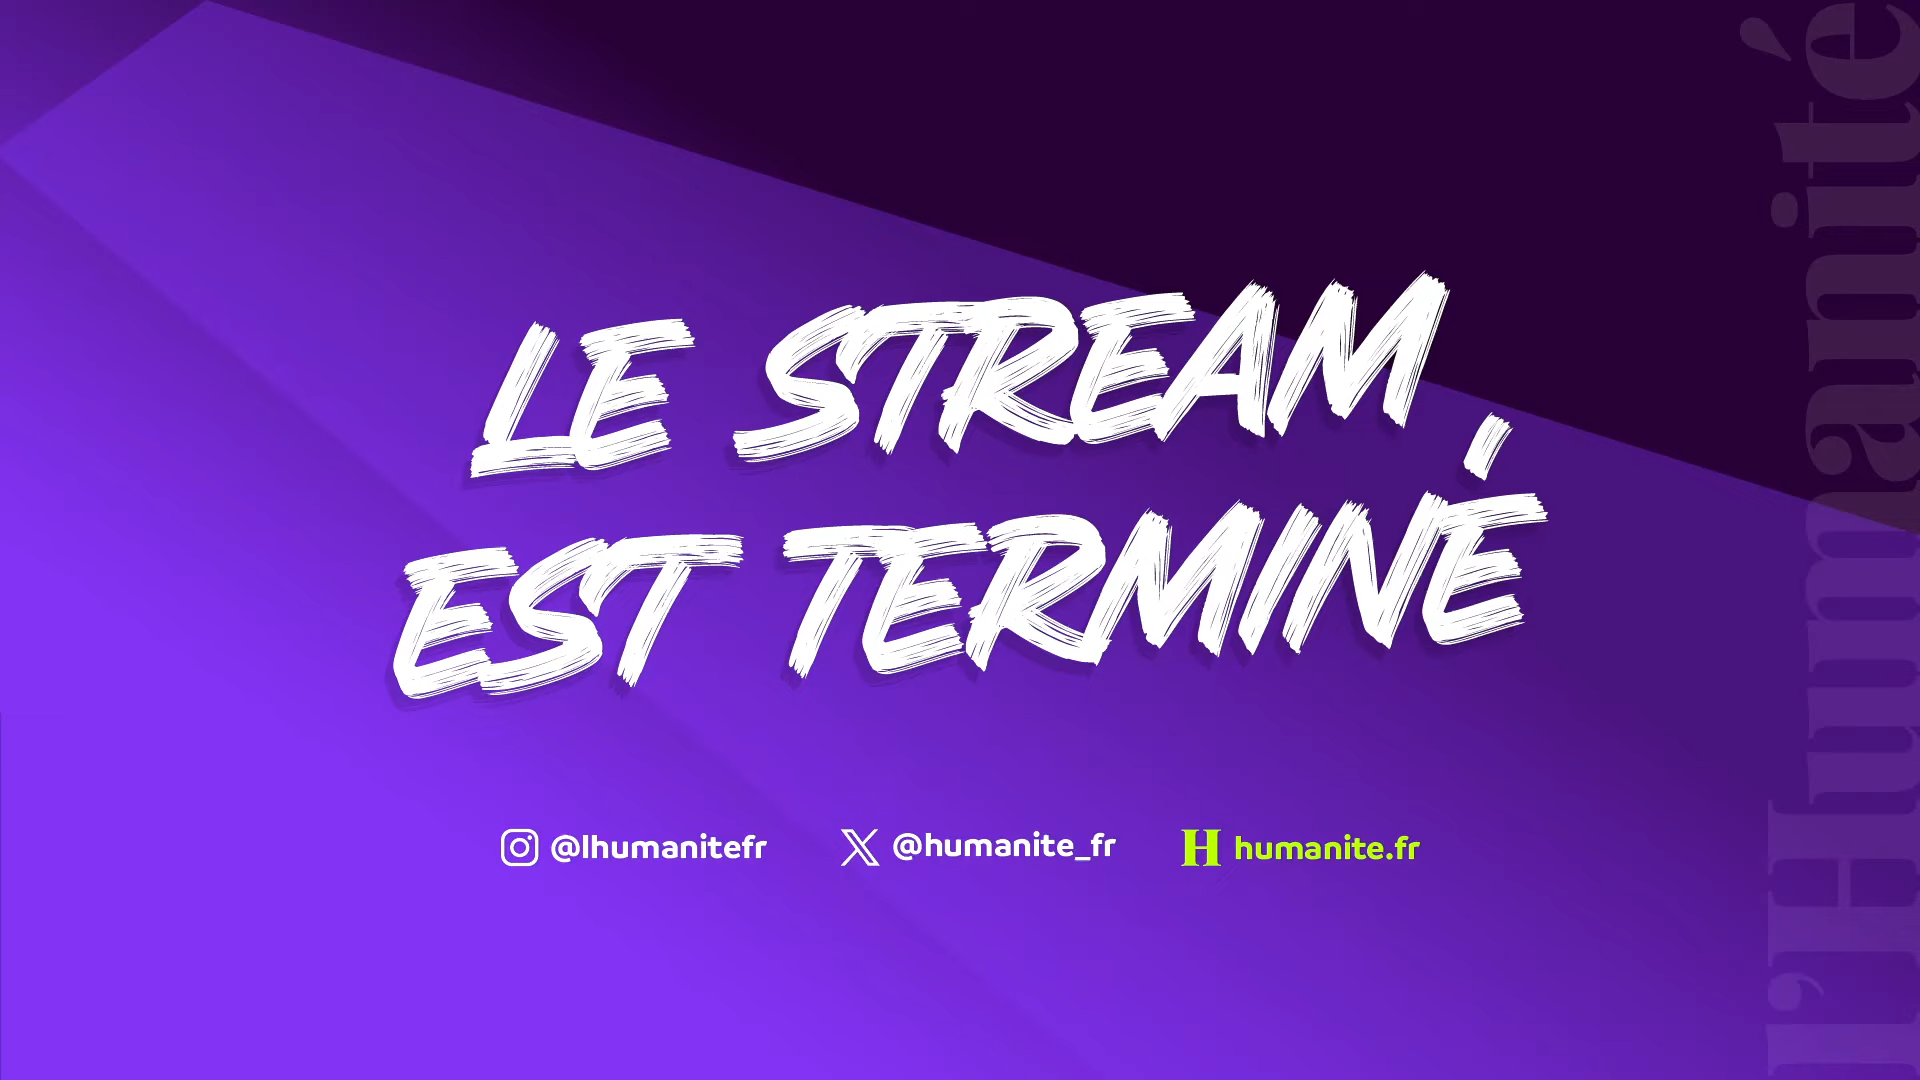 LE STREAM
EST TERMINÉ
@lhumanitefr
@humanite_fr
H humanite.fr
l'Humanité